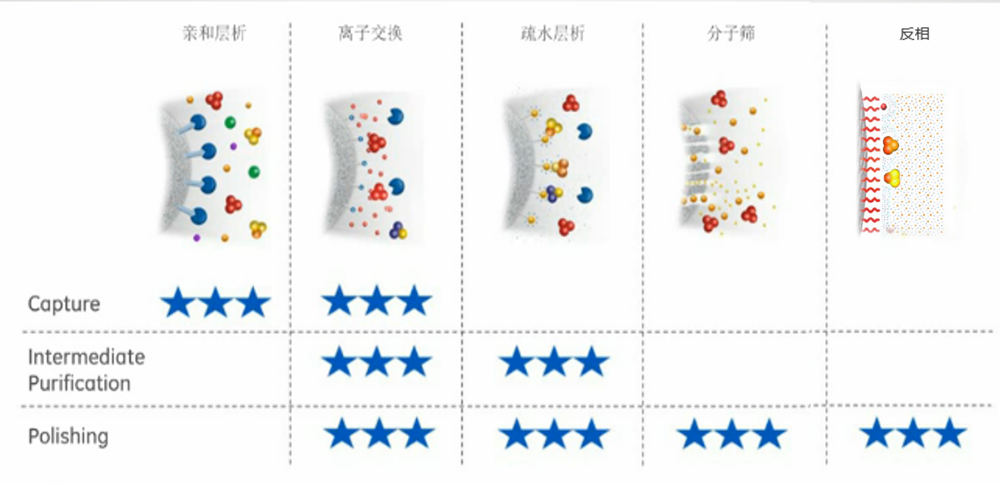 亲和层析
离子交换
疏水层析
分子筛
反相
Capture
Intermediate
Purification
Polishing